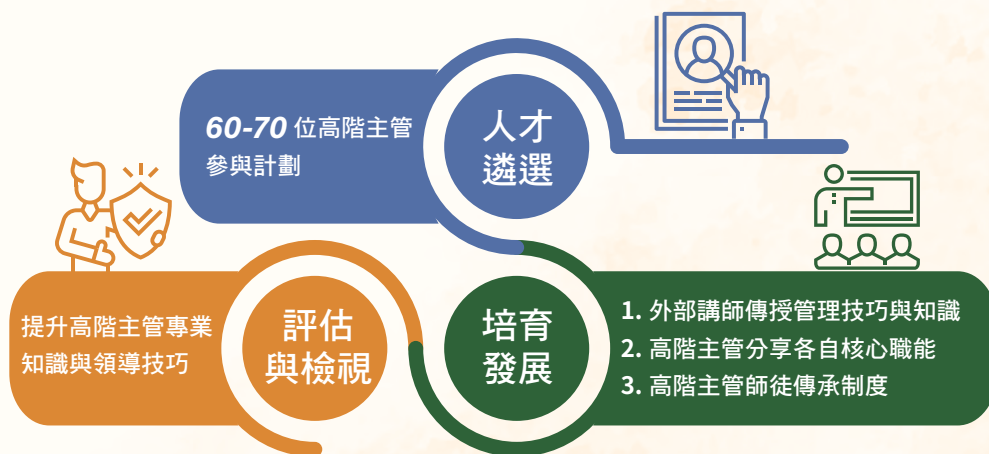 60-70 位高階主管
參與計劃
人才
遴選
培育
發展
1. 外部講師傳授管理技巧與知識
2. 高階主管分享各自核心職能
3. 高階主管師徒傳承制度
評估
與檢視
提升高階主管專業
知識與領導技巧